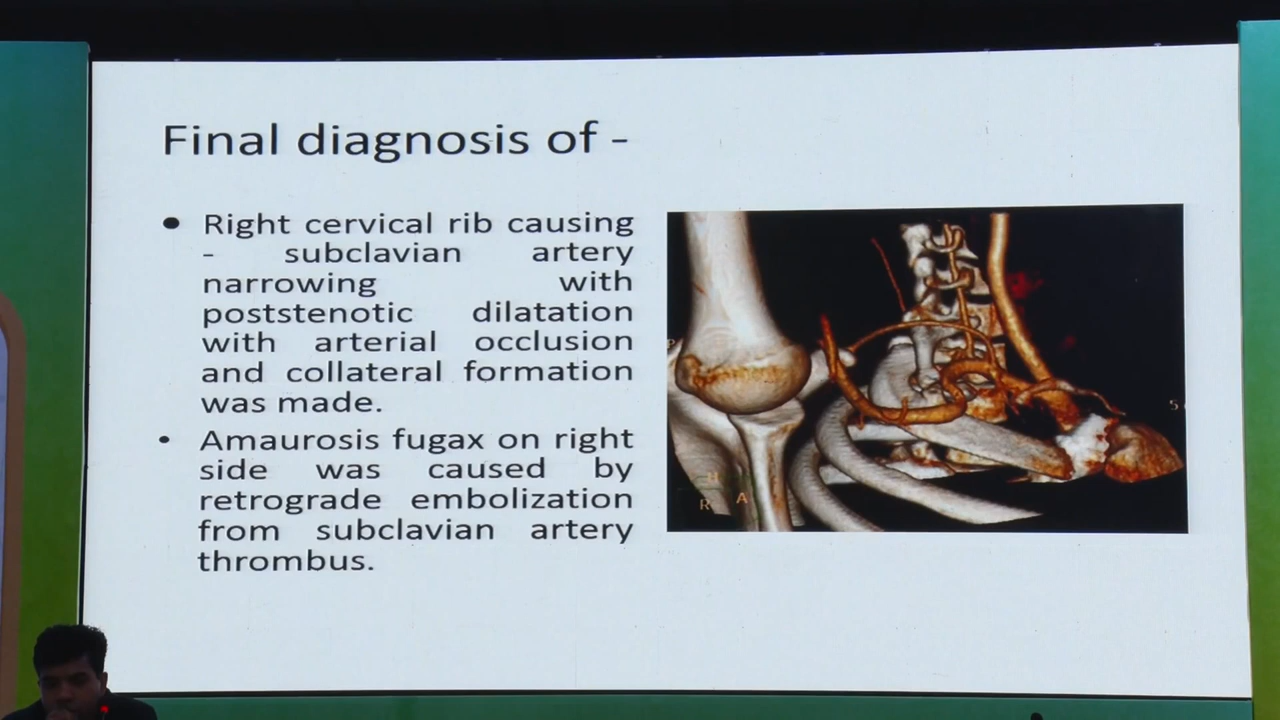 Final diagnosis of -
• Right cervical rib causing
- subclavian artery
narrowing with
poststenotic dilatation
with arterial occlusion
and collateral formation
was made.
• Amaurosis fugax on right
side was caused by
retrograde embolization
from subclavian artery
thrombus.
P
5
H
R A